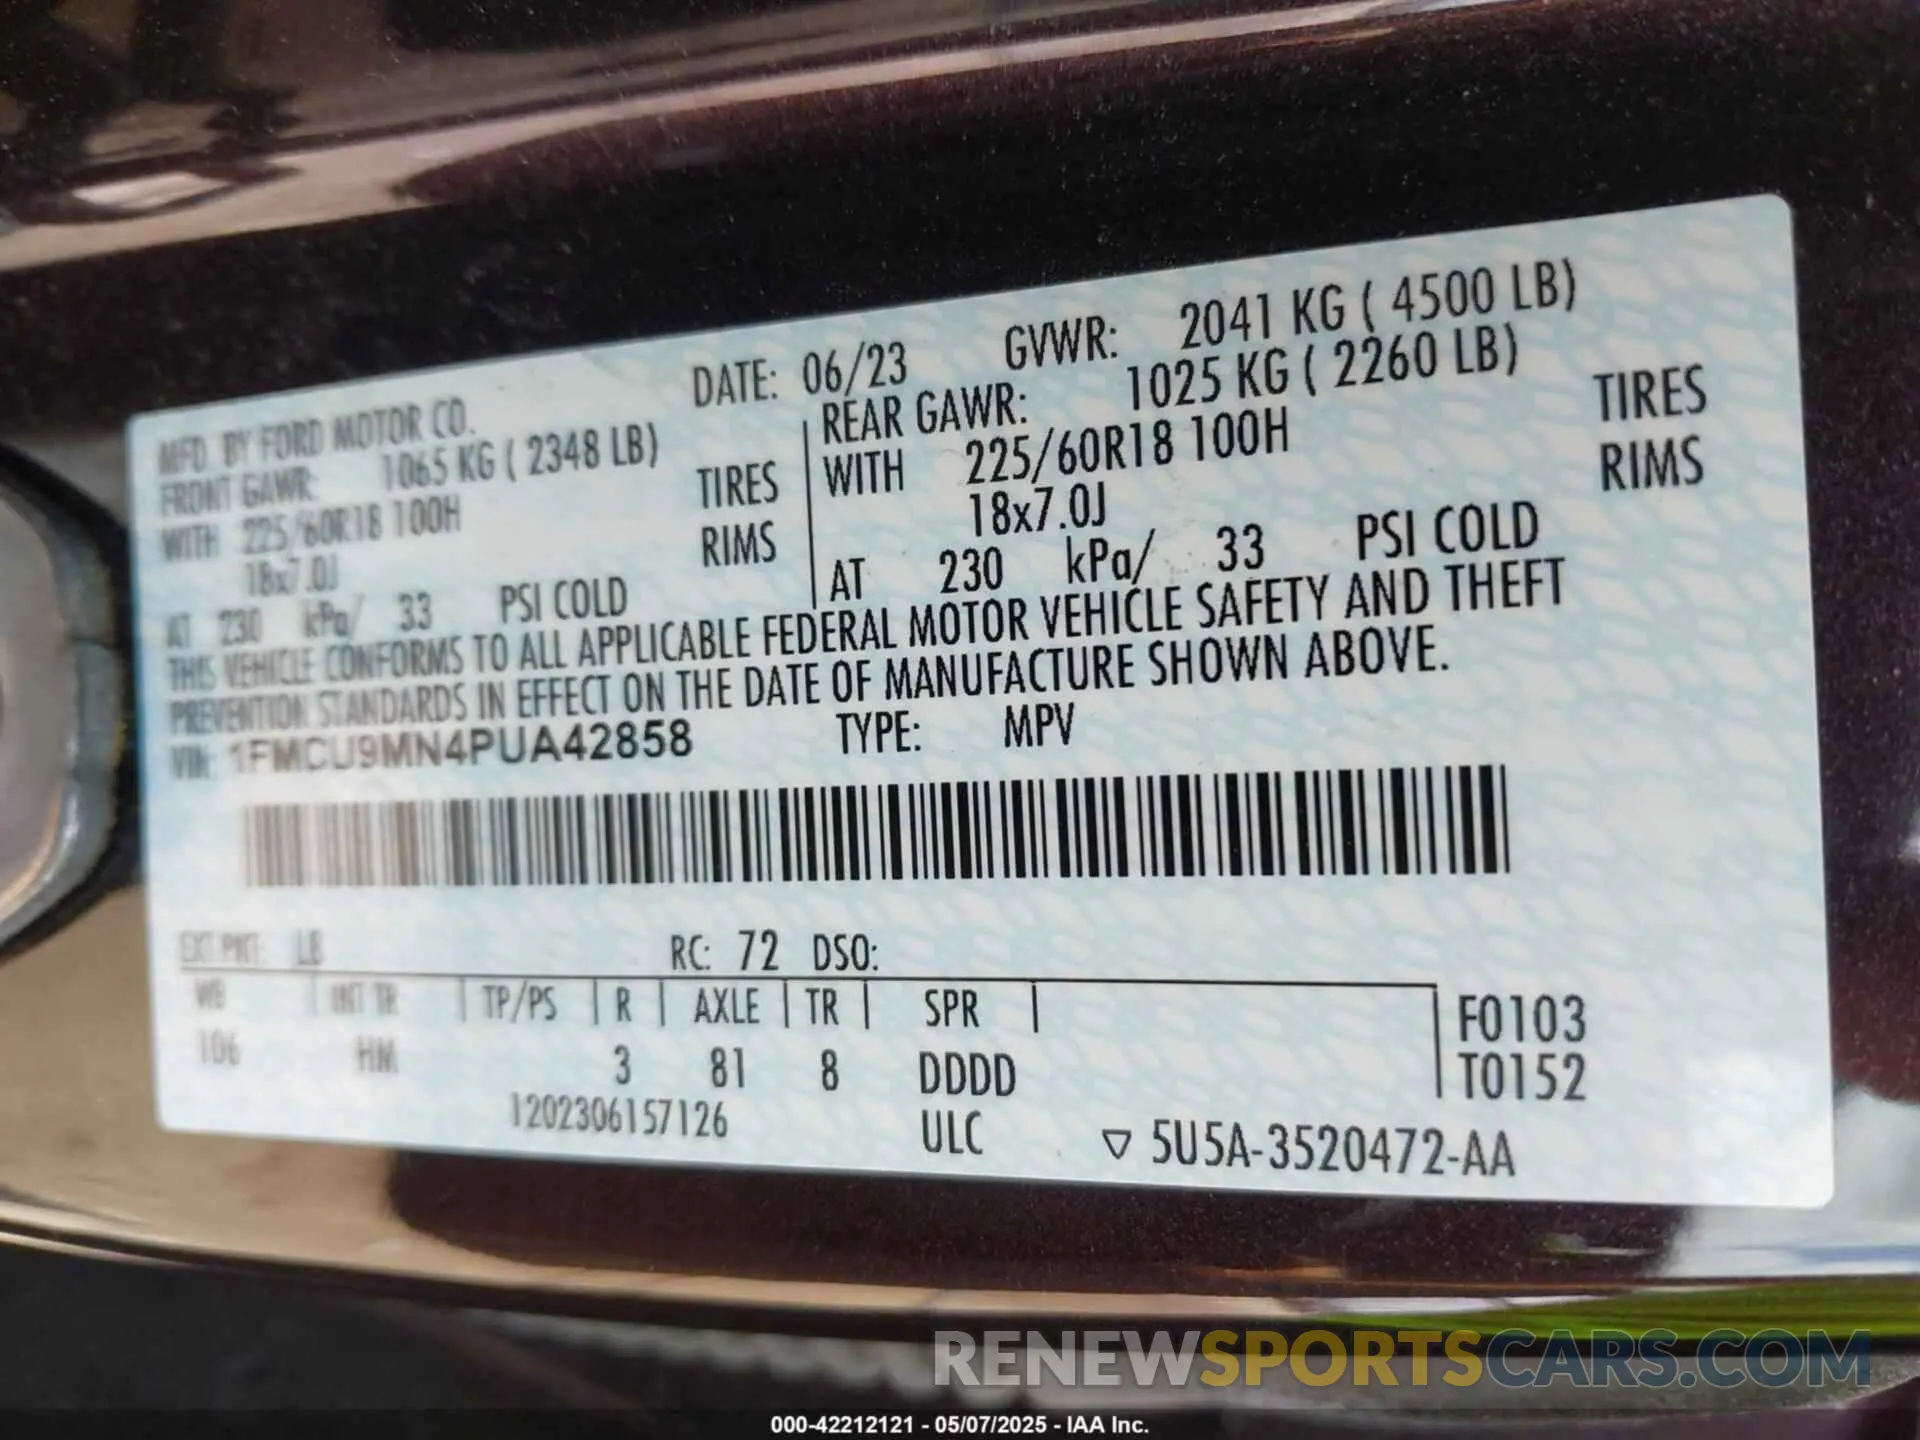 MFD. BY FORD MOTOR CO.
DATE: 06/23
GVWR: 2041 KG ( 4500 LB)
FRONT GAWR: 1065 KG ( 2348 LB)
WITH 225/60R18 100H TIRES
18x7.0J RIMS
AT 230 kPa/ 33 PSI COLD
REAR GAWR: 1025 KG ( 2260 LB)
WITH 225/60R18 100H TIRES
18x7.0J RIMS
AT 230 kPa/ 33 PSI COLD
THIS VEHICLE CONFORMS TO ALL APPLICABLE FEDERAL MOTOR VEHICLE SAFETY AND THEFT
PREVENTION STANDARDS IN EFFECT ON THE DATE OF MANUFACTURE SHOWN ABOVE.
VIN: 1FMCU9MN4PUA42858 TYPE: MPV
EXT PNT: LB RC: 72 DSO:
WB | INT TR | TP/PS | R | AXLE | TR | SPR |
106 HM 3 81 8 DDDD
F0103
T0152
1202306157126 ULC ▽ 5U5A-3520472-AA
RENEWSPORTSCARS.COM
000-42212121 - 05/07/2025 - IAA Inc.